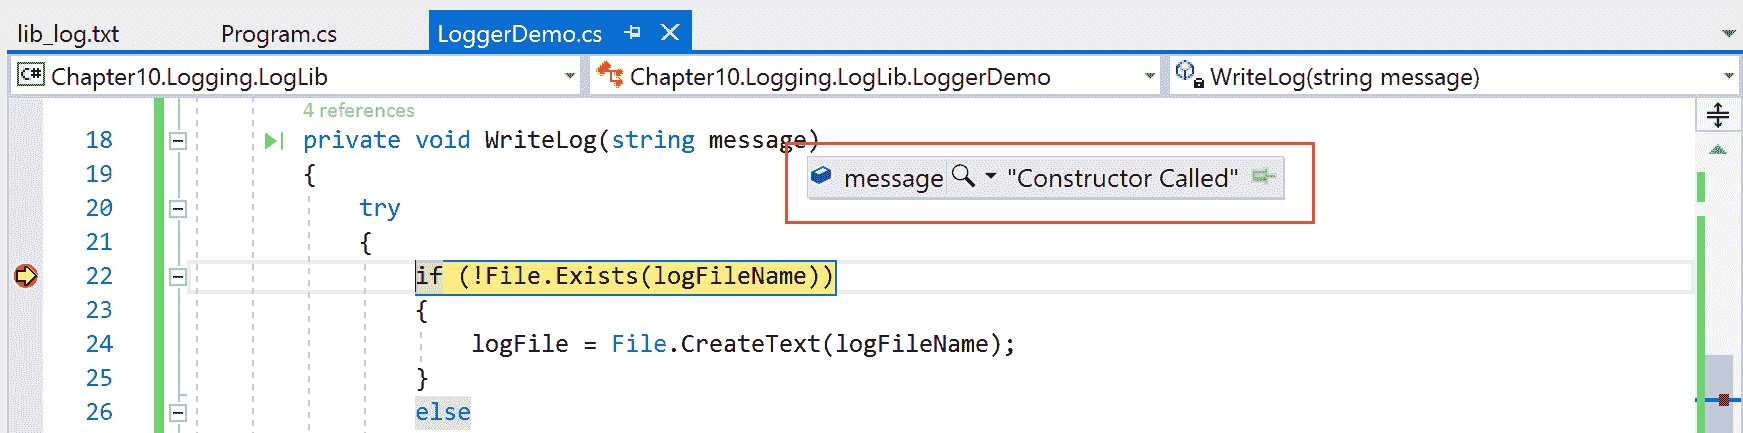 lib_log.txt Program.cs LoggerDemo.cs
C# Chapter10.Logging.LogLib Chapter10.Logging.LogLib.LoggerDemo WriteLog(string message)
4 references
18 private void WriteLog(string message)
message "Constructor Called"
19 {
20 try
21 {
22 if (!File.Exists(logFileName))
23 {
24 logFile = File.CreateText(logFileName);
25 }
26 else